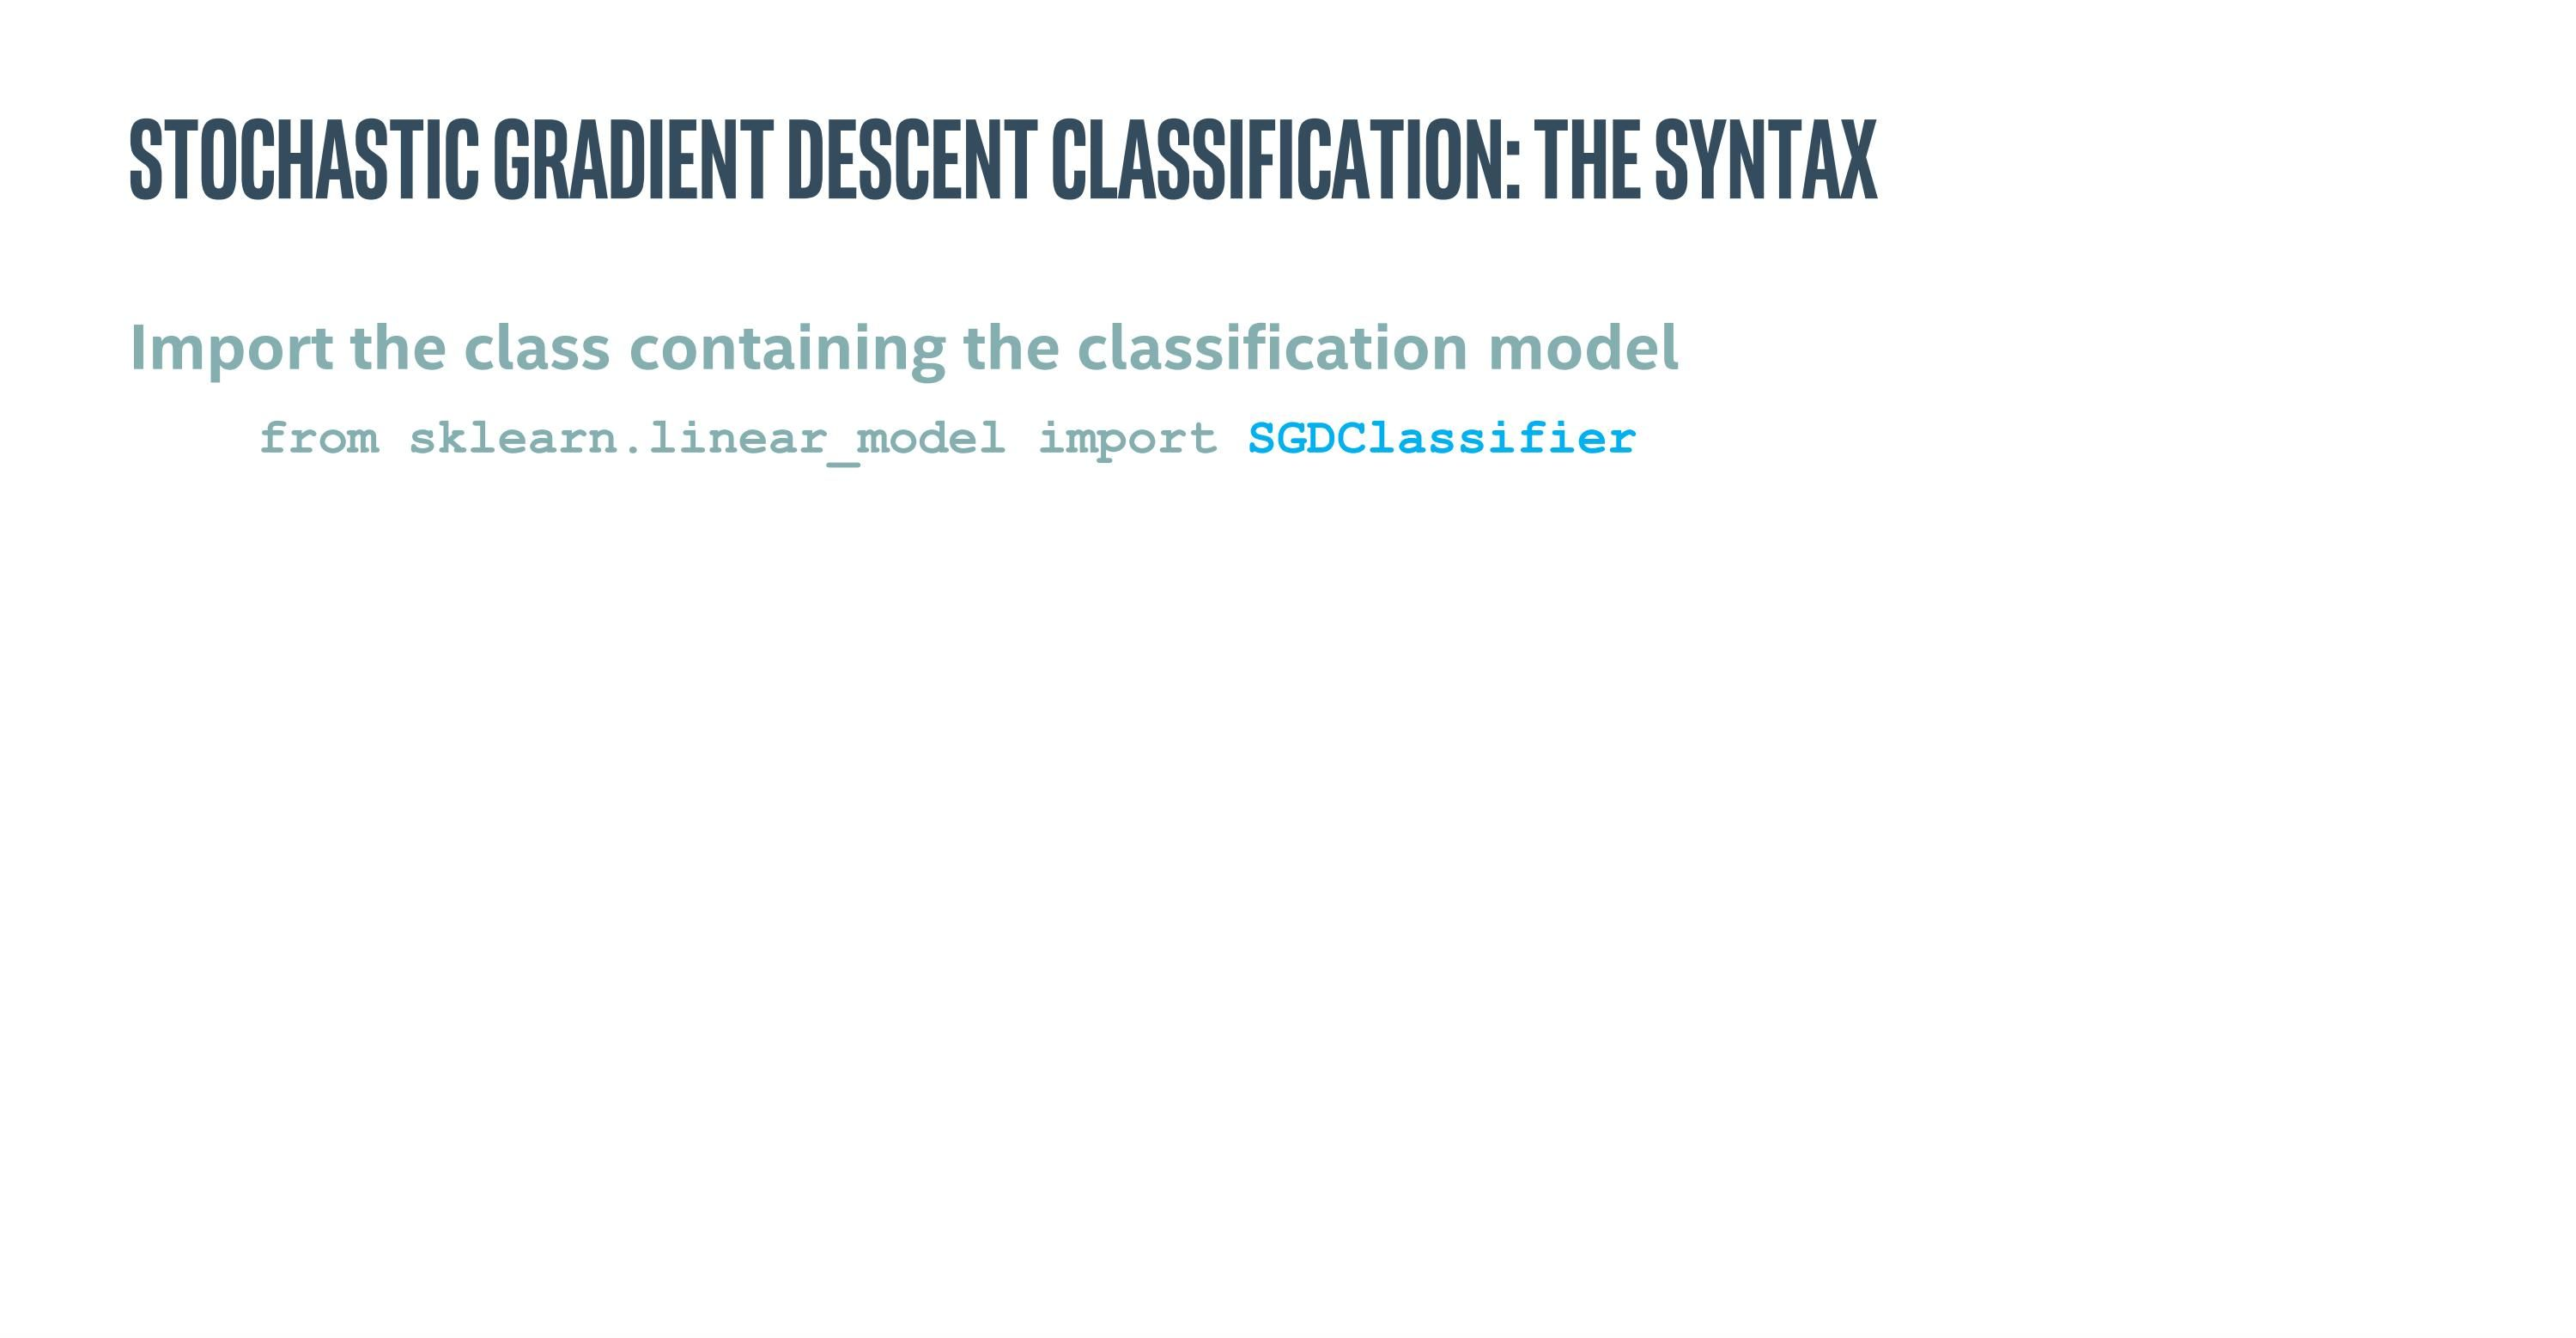 STOCHASTIC GRADIENT DESCENT CLASSIFICATION: THE SYNTAX
Import the class containing the classification model
from sklearn.linear_model import SGDClassifier